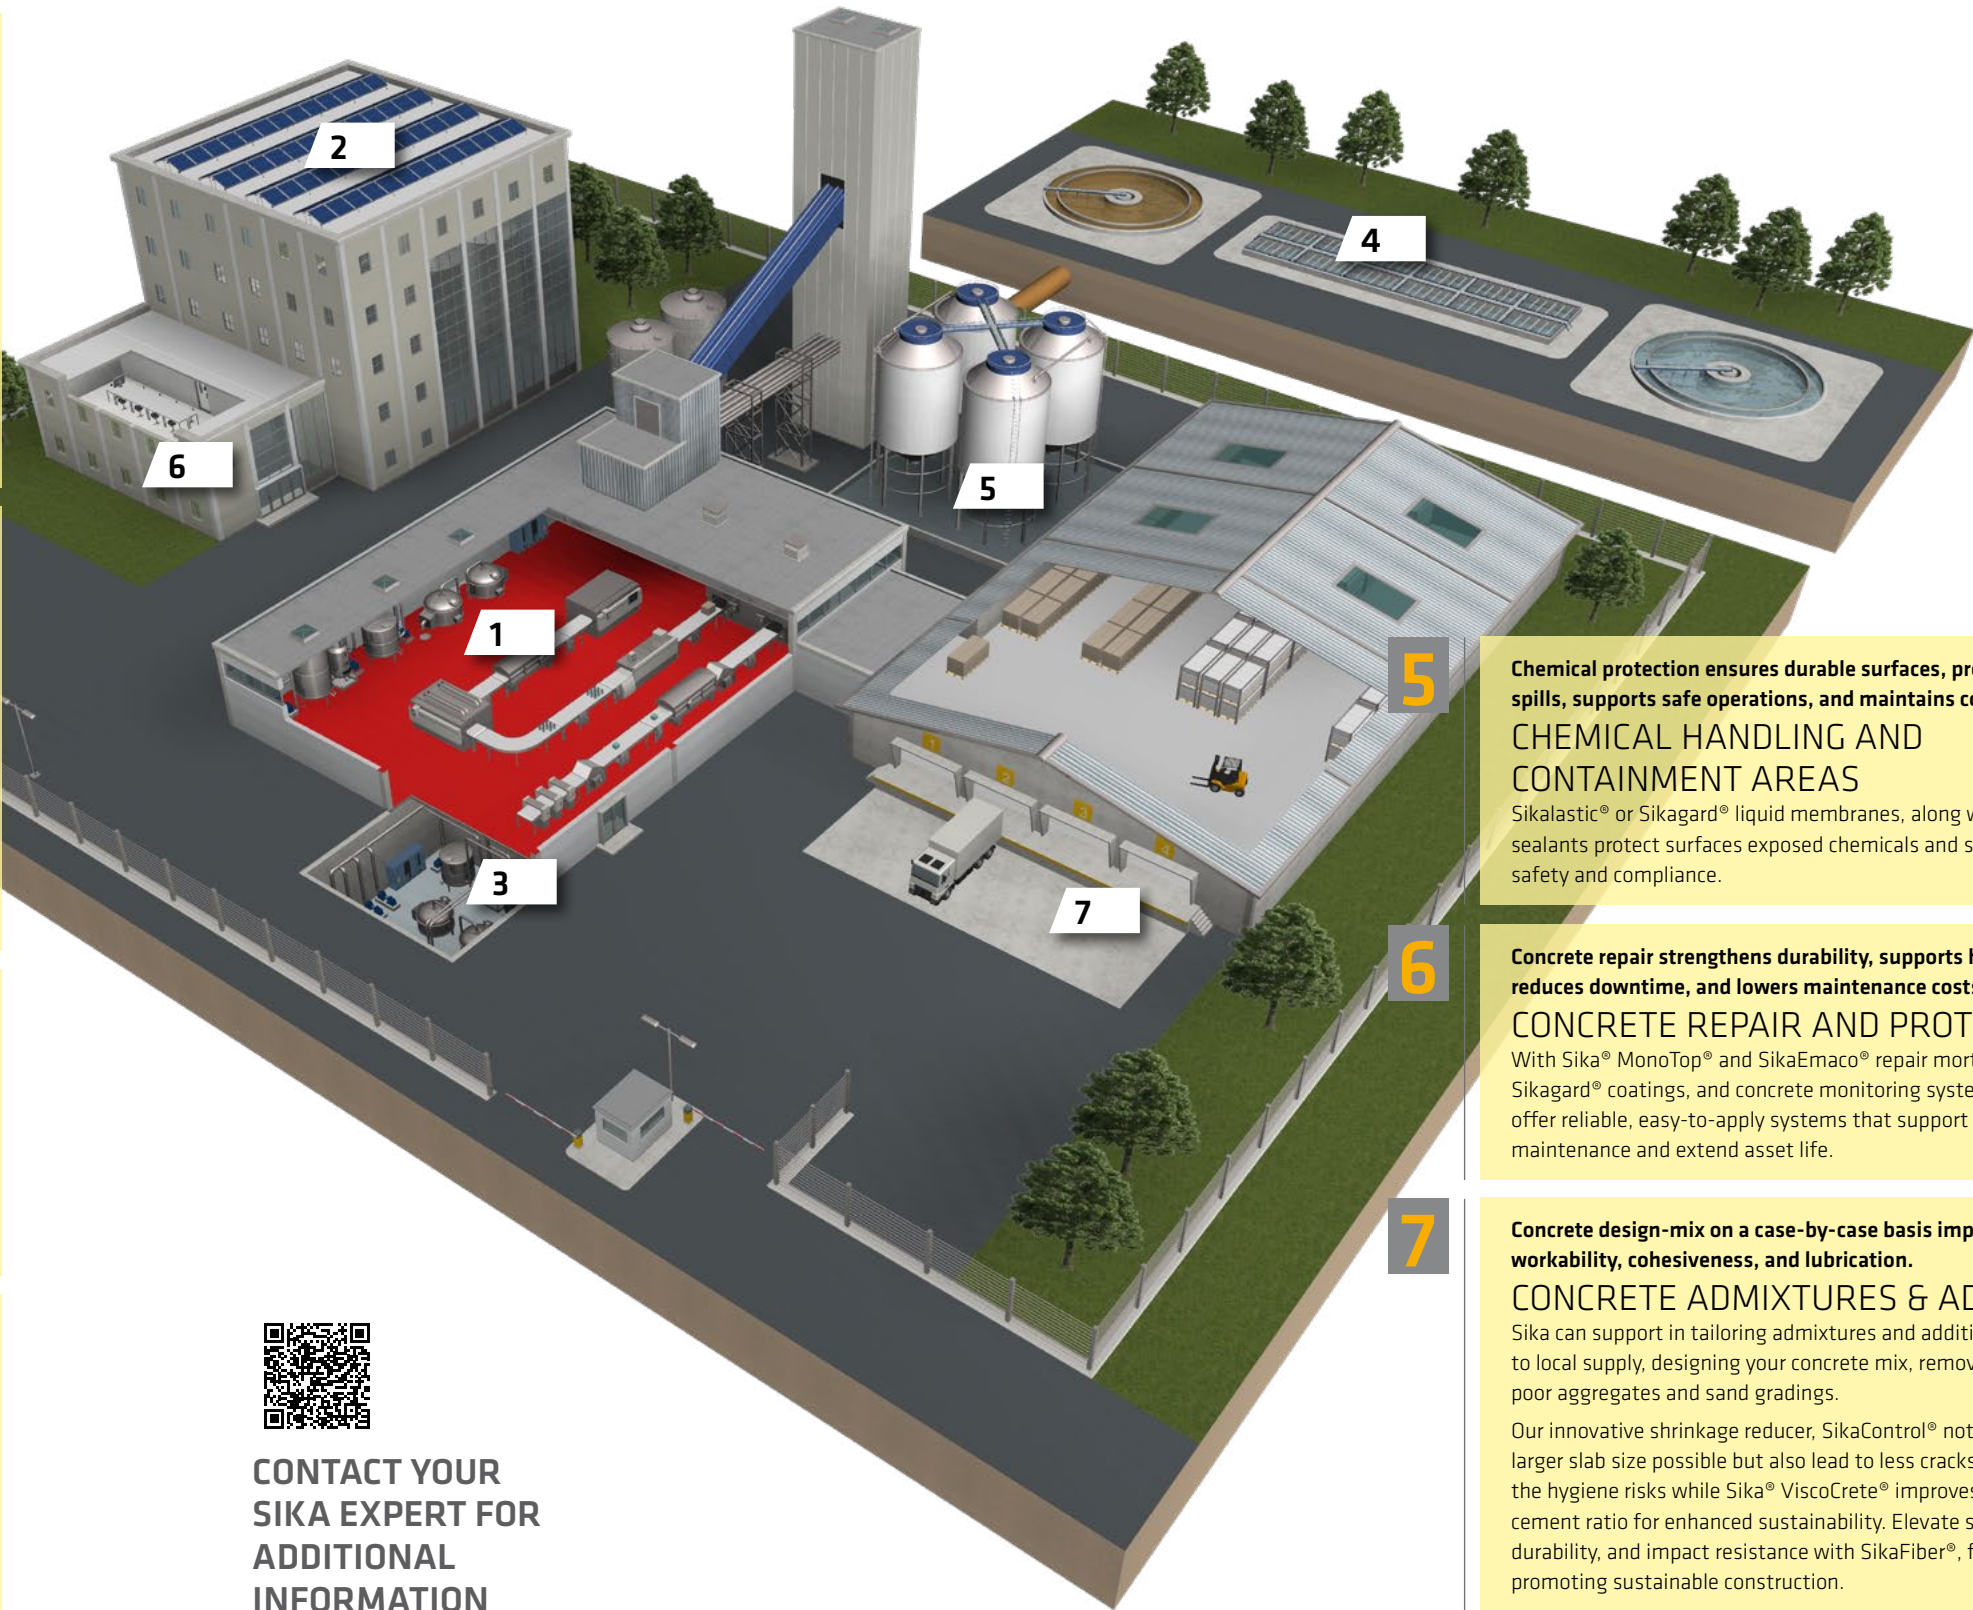 2
4
6
5
1
3
7
1
2
3
4
5
Chemical protection ensures durable surfaces, pr
spills, supports safe operations, and maintains c
CHEMICAL HANDLING AND
CONTAINMENT AREAS
Sikalastic® or Sikagard® liquid membranes, along w
sealants protect surfaces exposed chemicals and s
safety and compliance.
6
Concrete repair strengthens durability, supports h
reduces downtime, and lowers maintenance costs
CONCRETE REPAIR AND PROT
With Sika® MonoTop® and SikaEmaco® repair mort
Sikagard® coatings, and concrete monitoring syste
offer reliable, easy-to-apply systems that support
maintenance and extend asset life.
7
Concrete design-mix on a case-by-case basis imp
workability, cohesiveness, and lubrication.
CONCRETE ADMIXTURES & AD
Sika can support in tailoring admixtures and additi
to local supply, designing your concrete mix, remov
poor aggregates and sand gradings.
Our innovative shrinkage reducer, SikaControl® not
larger slab size possible but also lead to less cracks
the hygiene risks while Sika® ViscoCrete® improves
cement ratio for enhanced sustainability. Elevate s
durability, and impact resistance with SikaFiber®, f
promoting sustainable construction.
CONTACT YOUR
SIKA EXPERT FOR
ADDITIONAL
INFORMATION